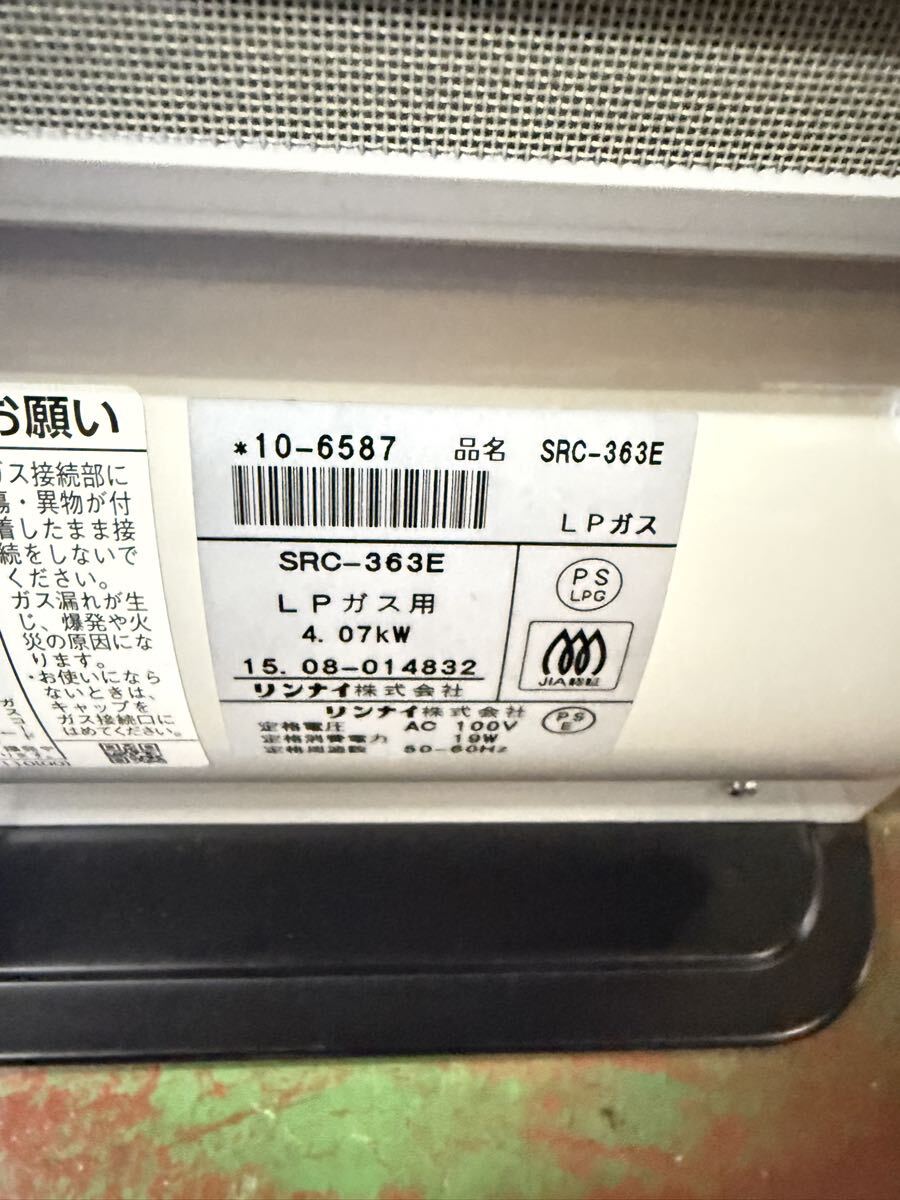 お願い
ガス接続部に
傷・異物が付
着したまま接
続をしないで
ください。
ガス漏れが生
じ、爆発や火
災の原因にな
ります。
・お使いになら
ないときは、
キャップを
ガス接続口に
はめてください。
*10-6587 品名 SRC-363E
LPガス
SRC-363E
LPガス用
4.07kW
15.08-014832
リンナイ株式会社
PS
LPG
JIA認証
リンナイ株式会社
定格電圧 AC 100V
定格消費電力 19W
定格周波数 50-60Hz
PS
E